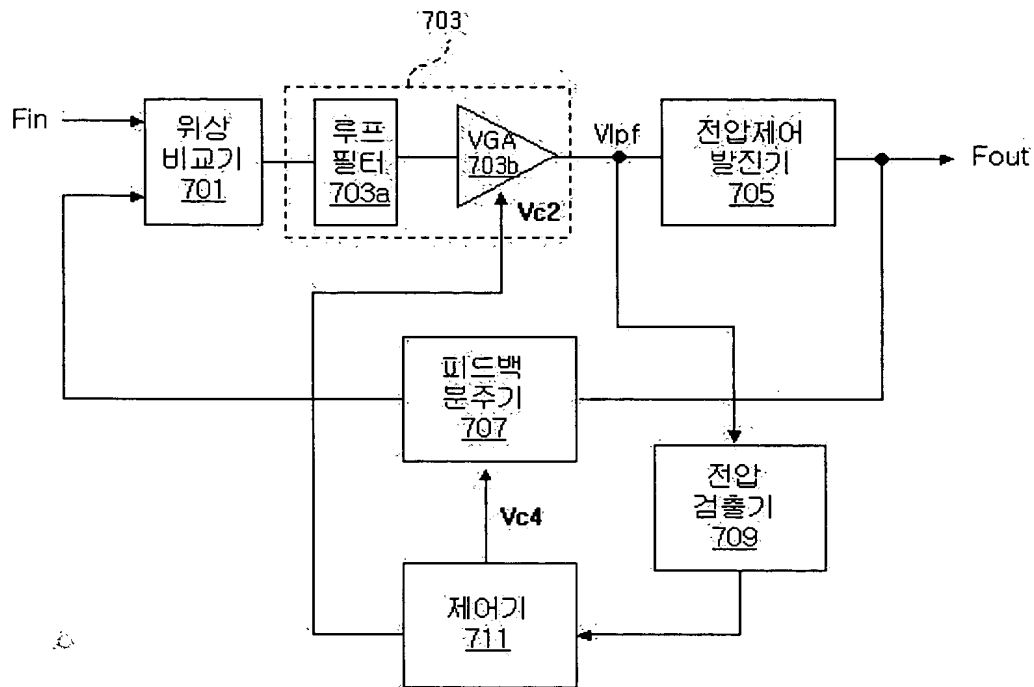 703
Fin
위상
비교기
701
루프
필터
703a
VGA
703b
Vc2
Vlpf
전압제어
발진기
705
Fout
피드백
분주기
707
Vc4
전압
검출기
709
제어기
711